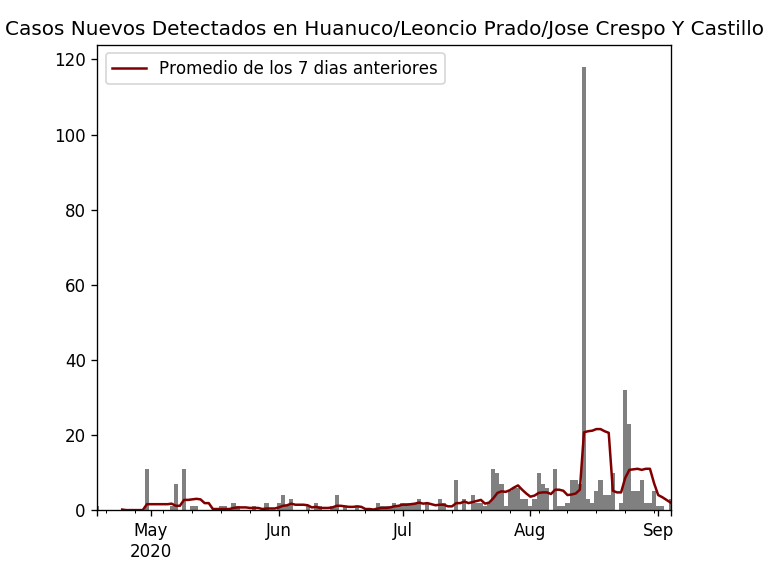 Casos Nuevos Detectados en Huanuco/Leoncio Prado/Jose Crespo Y Castillo
Promedio de los 7 dias anteriores
120
100
80
60
40
20
0
May Jun Jul Aug Sep
2020